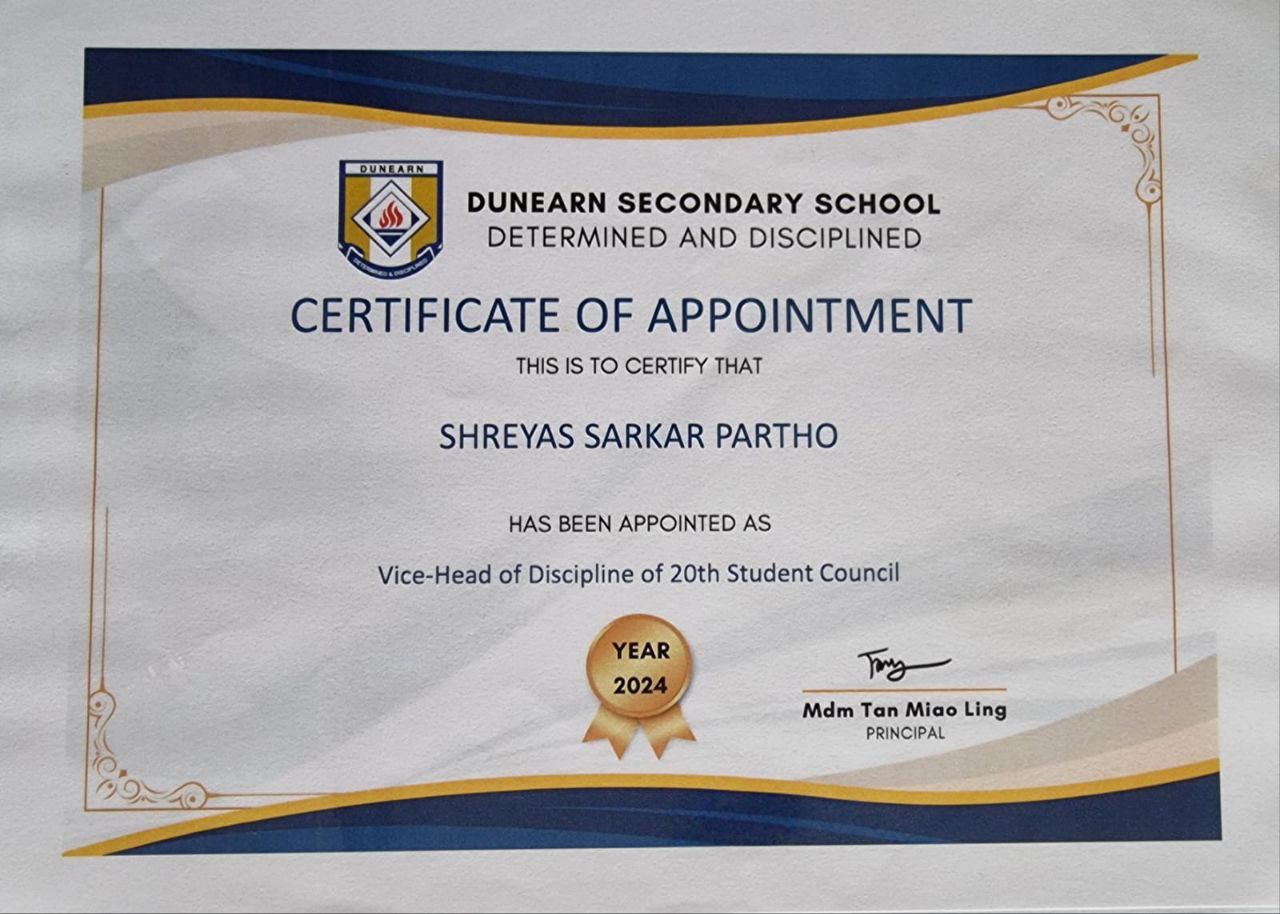 DUNEARN
DETERMINED & DISCIPLINED
DUNEARN SECONDARY SCHOOL
DETERMINED AND DISCIPLINED
CERTIFICATE OF APPOINTMENT
THIS IS TO CERTIFY THAT
SHREYAS SARKAR PARTHO
HAS BEEN APPOINTED AS
Vice-Head of Discipline of 20th Student Council
YEAR
2024
Mdm Tan Miao Ling
PRINCIPAL